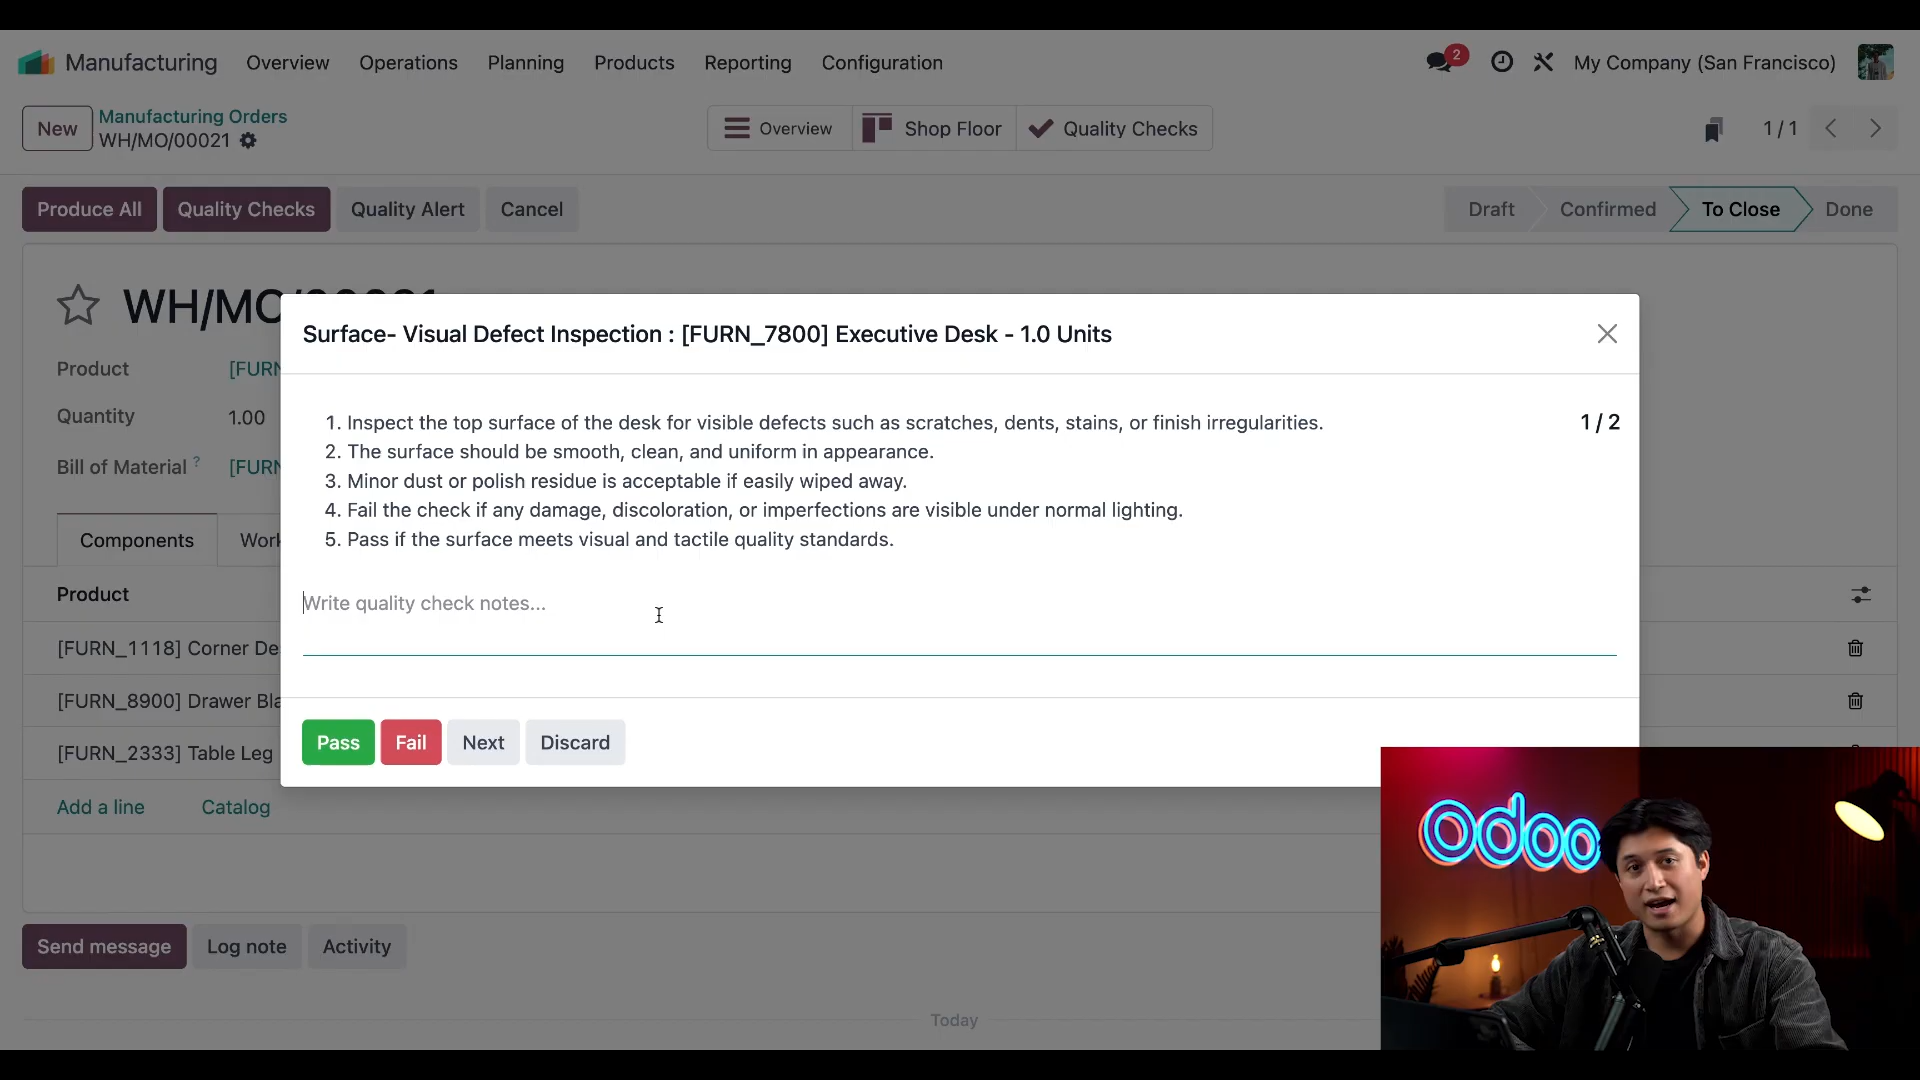 Manufacturing Overview Operations Planning Products Reporting Configuration 2 My Company (San Francisco)
New Manufacturing Orders Overview Shop Floor Quality Checks 1 / 1
WH/MO/00021
Produce All Quality Checks Quality Alert Cancel Draft Confirmed To Close Done
Surface- Visual Defect Inspection : [FURN_7800] Executive Desk - 1.0 Units
Product
Quantity 1.00
Bill of Material ?
1. Inspect the top surface of the desk for visible defects such as scratches, dents, stains, or finish irregularities. 1 / 2
2. The surface should be smooth, clean, and uniform in appearance.
3. Minor dust or polish residue is acceptable if easily wiped away.
4. Fail the check if any damage, discoloration, or imperfections are visible under normal lighting.
5. Pass if the surface meets visual and tactile quality standards.
Components
Product
Write quality check notes...
[FURN_1118] Corner
[FURN_8900] Drawer
[FURN_2333] Table Leg
Pass Fail Next Discard
Add a line Catalog
odoo
Send message Log note Activity
Today